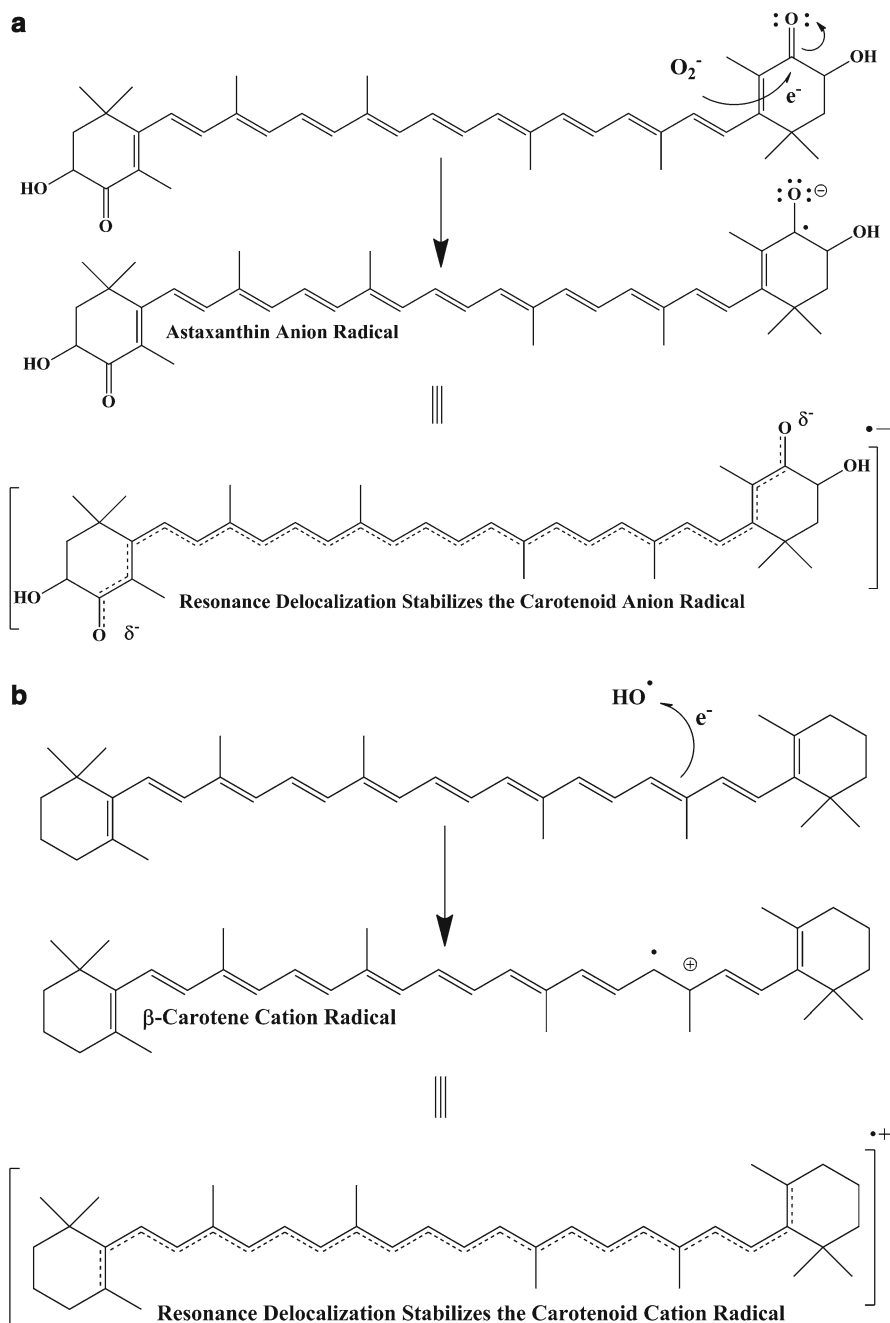 a
O
O₂⁻
e⁻
OH
HO
O
O
⊖
OH
Astaxanthin Anion Radical
HO
O
O δ⁻
•−
OH
HO
Resonance Delocalization Stabilizes the Carotenoid Anion Radical
O δ⁻
b
HO•
e⁻
⊕
β-Carotene Cation Radical
•+
Resonance Delocalization Stabilizes the Carotenoid Cation Radical